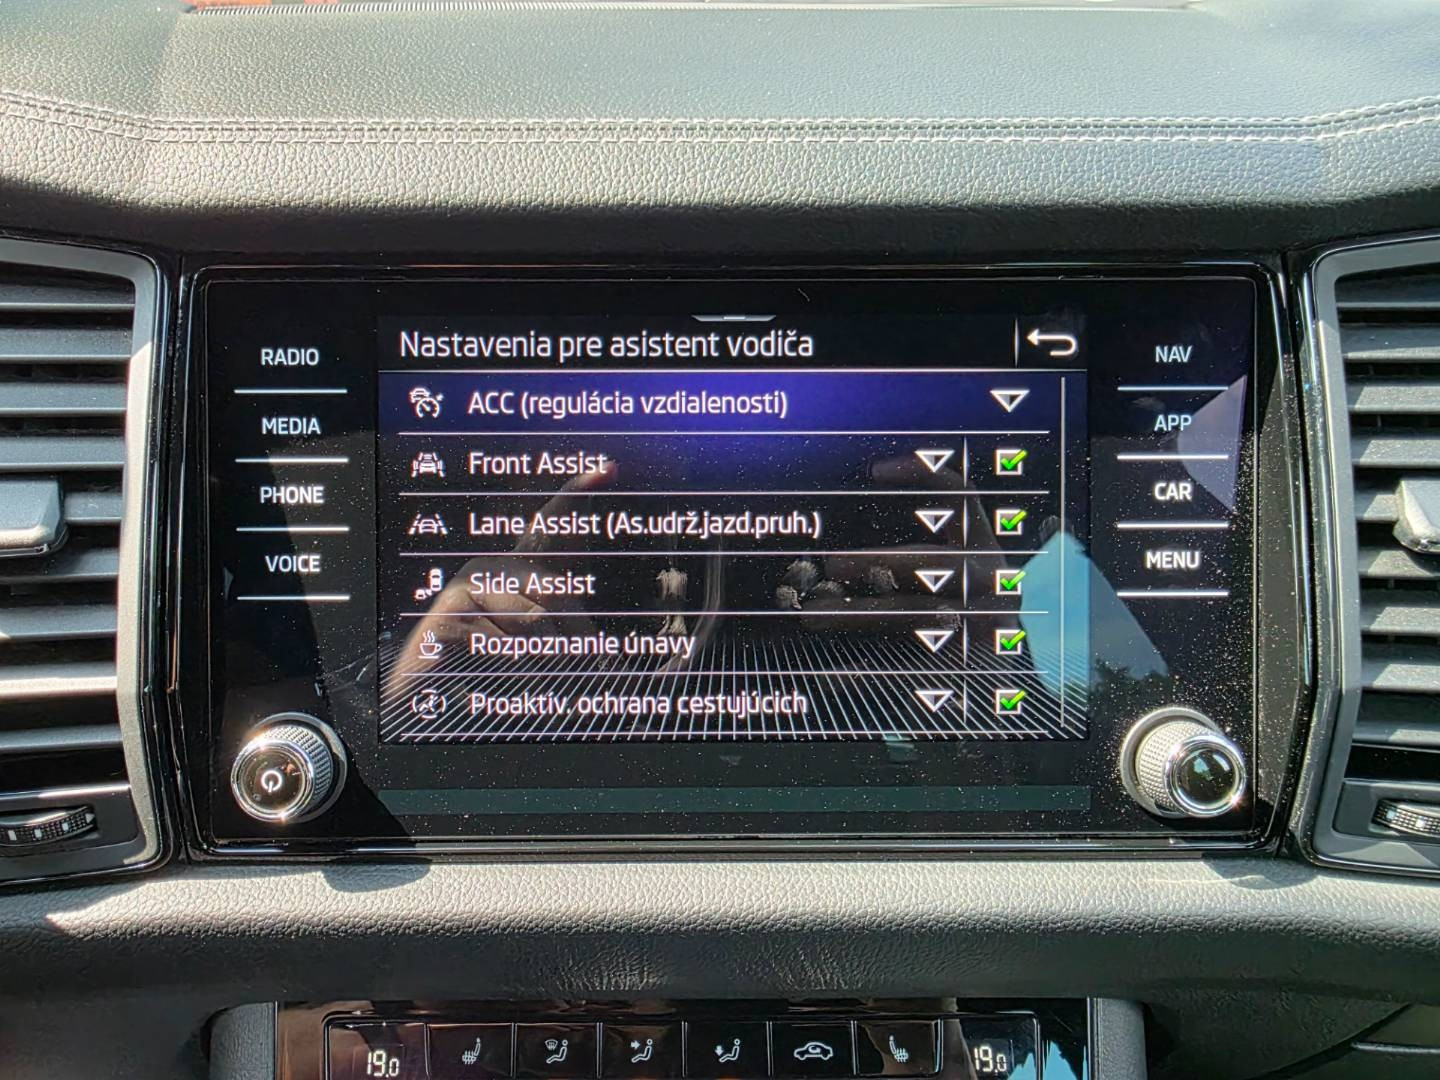 Nastavenia pre asistent vodiča
RADIO
MEDIA
PHONE
VOICE
ACC (regulácia vzdialenosti)
Front Assist
Lane Assist (As.udrž.jazd.pruh.)
Side Assist
Rozpoznanie únavy
Proaktív. ochrana cestujúcich
NAV
APP
CAR
MENU
19.0
19.0